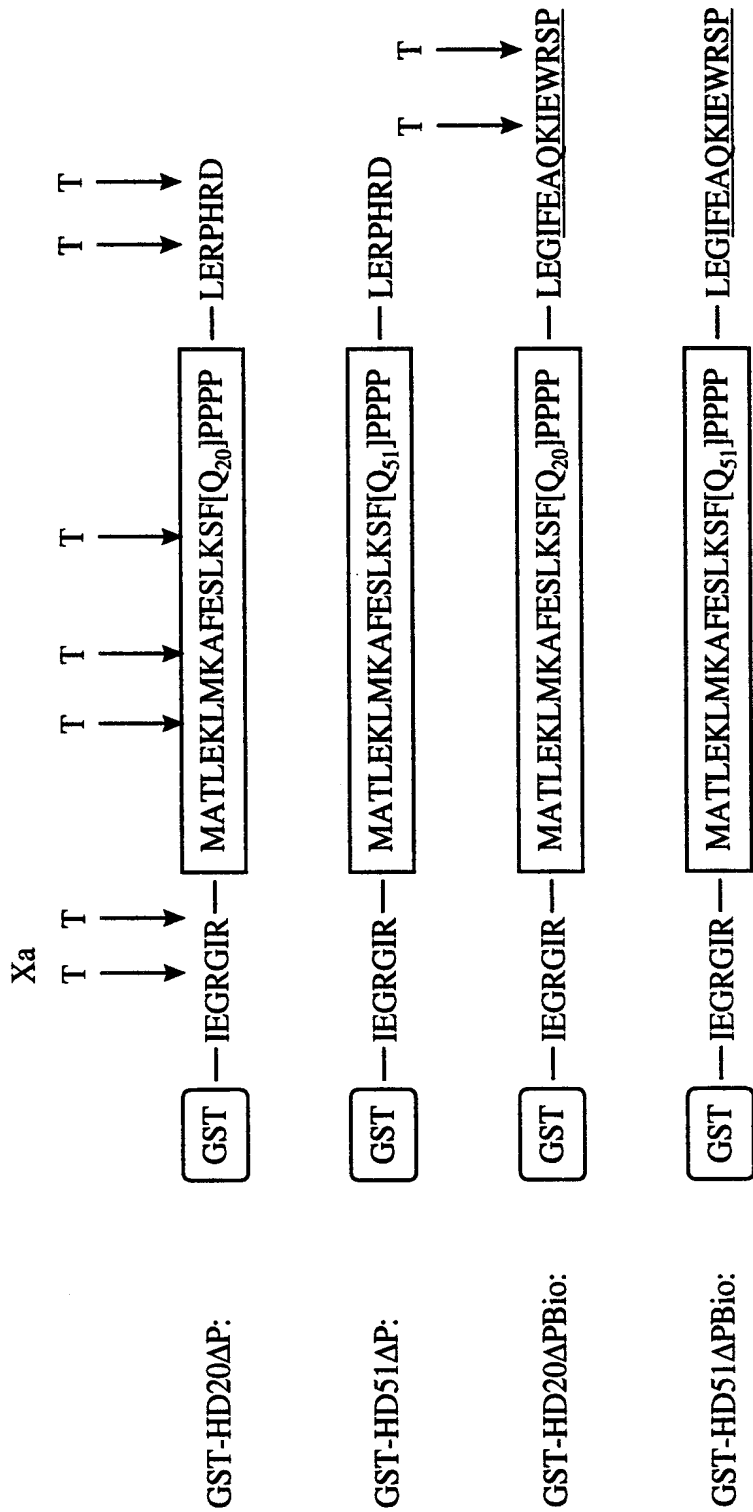 Xa
T T T T T T T
GST-HD20ΔP: GST — IEGRGIR — MATLEKLMKAFESLKSF[Q20]PPPP — LERPHRD
GST-HD51ΔP: GST — IEGRGIR — MATLEKLMKAFESLKSF[Q51]PPPP — LERPHRD
T T
GST-HD20ΔPBio: GST — IEGRGIR — MATLEKLMKAFESLKSF[Q20]PPPP — LEGIFEAQKIEWRSP
GST-HD51ΔPBio: GST — IEGRGIR — MATLEKLMKAFESLKSF[Q51]PPPP — LEGIFEAQKIEWRSP